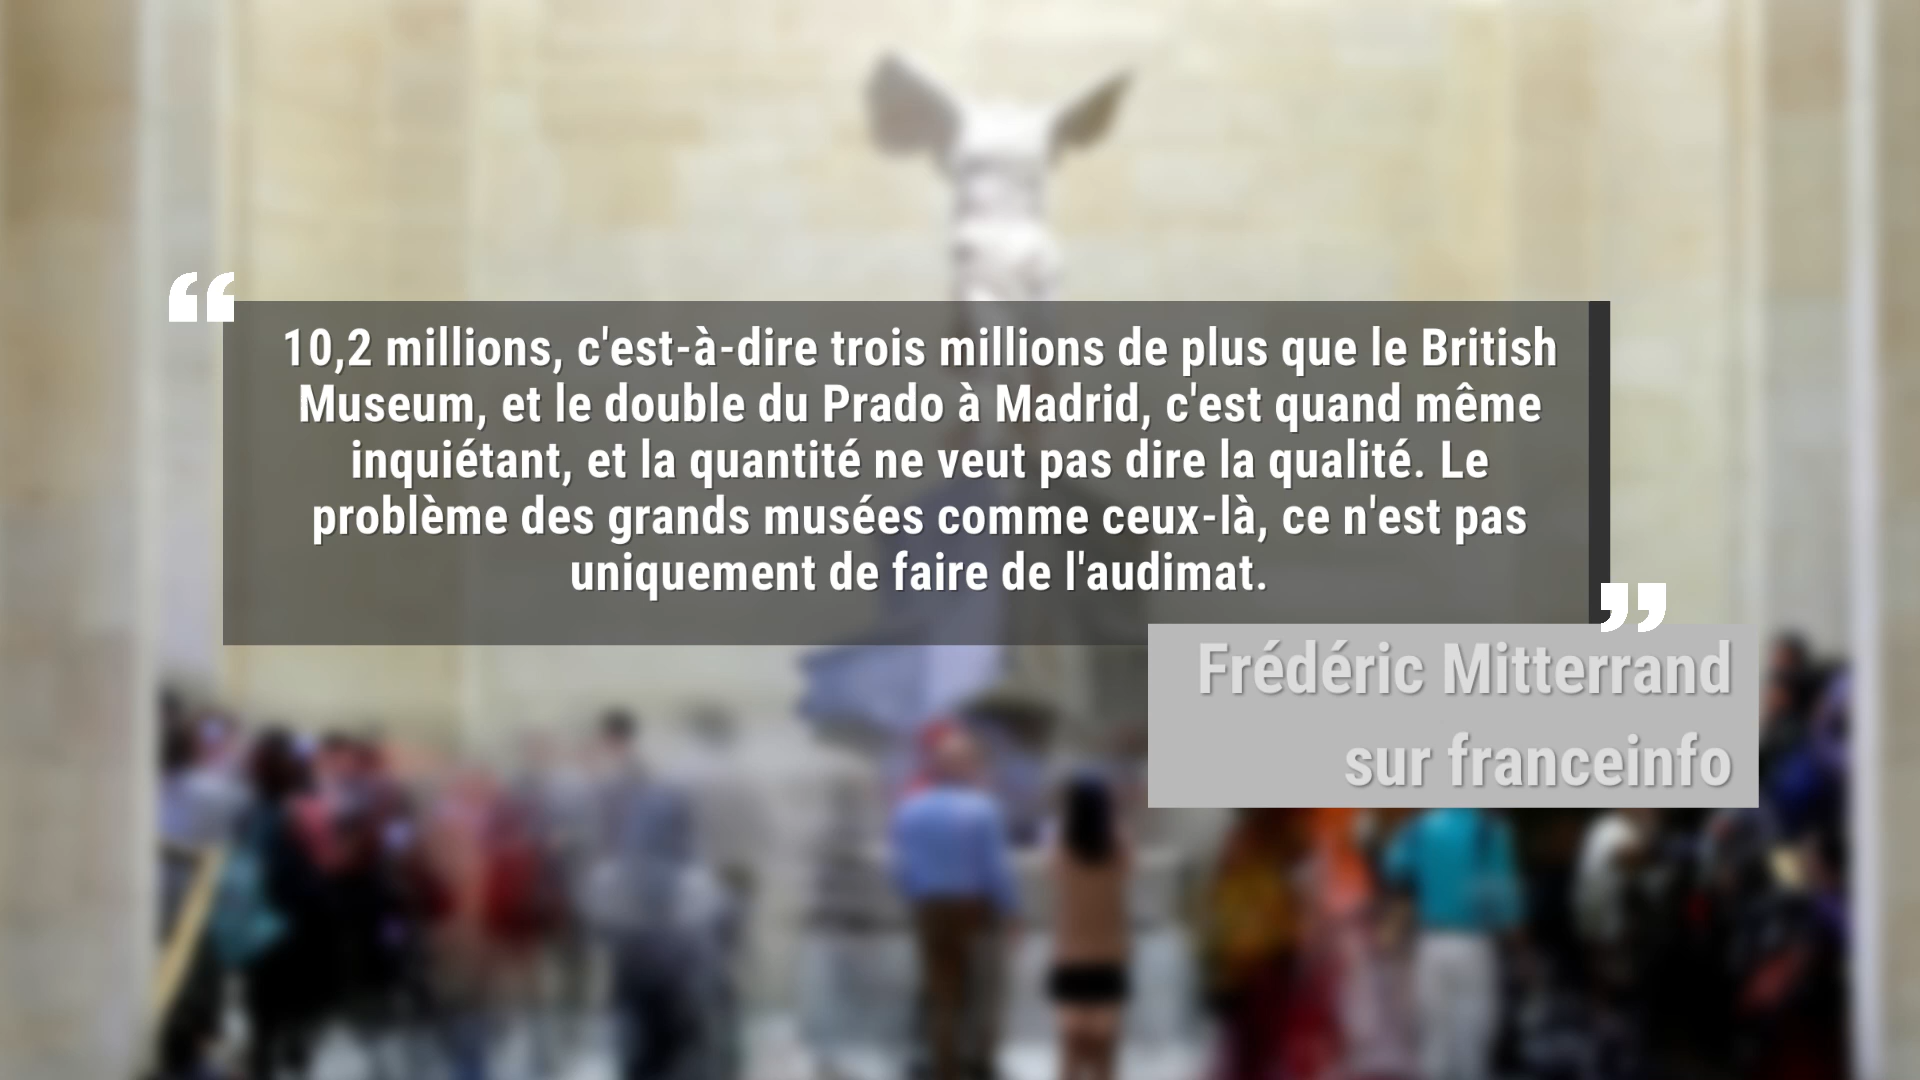 “
10,2 millions, c'est-à-dire trois millions de plus que le British
Museum, et le double du Prado à Madrid, c'est quand même
inquiétant, et la quantité ne veut pas dire la qualité. Le
problème des grands musées comme ceux-là, ce n'est pas
uniquement de faire de l'audimat.
”
Frédéric Mitterrand
sur franceinfo